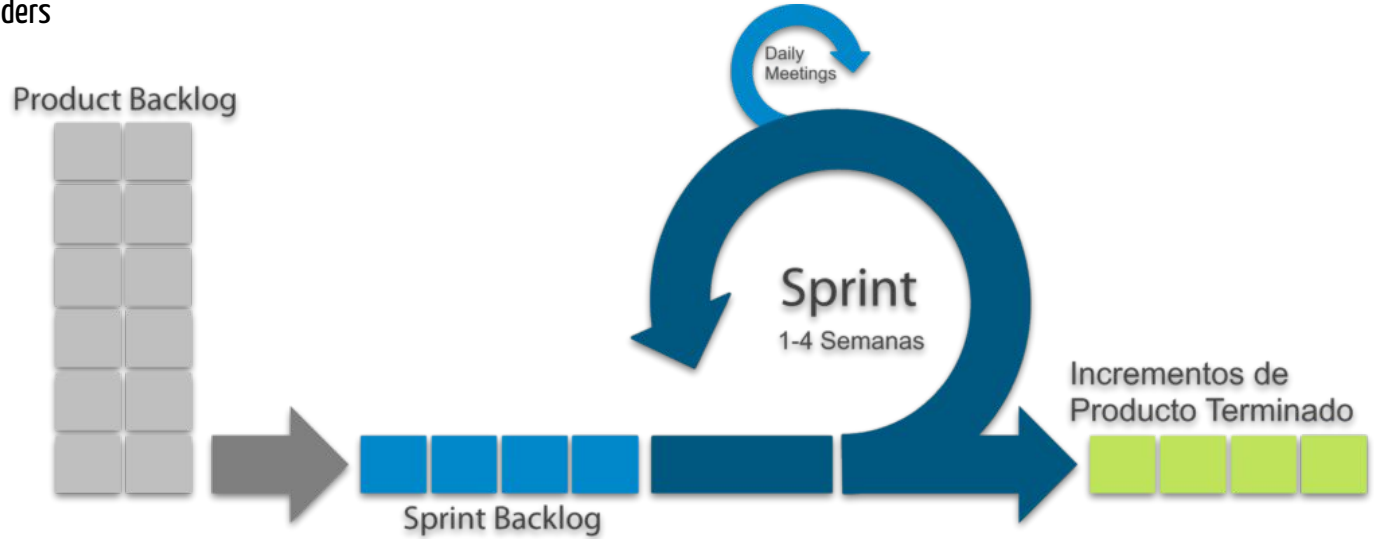 ders
Product Backlog
Daily
Meetings
Sprint
1-4 Semanas
Incrementos de
Producto Terminado
Sprint Backlog